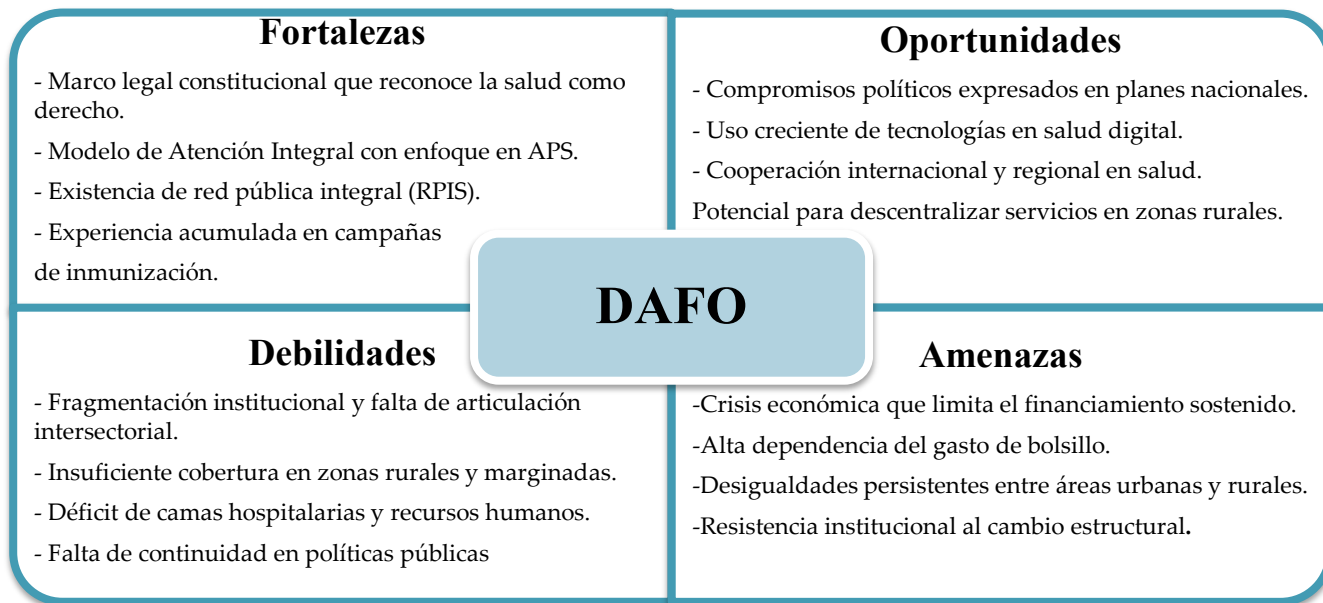 Fortalezas
- Marco legal constitucional que reconoce la salud como
derecho.
- Modelo de Atención Integral con enfoque en APS.
- Existencia de red pública integral (RPIS).
- Experiencia acumulada en campañas
de inmunización.
Oportunidades
- Compromisos políticos expresados en planes nacionales.
- Uso creciente de tecnologías en salud digital.
- Cooperación internacional y regional en salud.
Potencial para descentralizar servicios en zonas rurales.
DAFO
Debilidades
- Fragmentación institucional y falta de articulación
intersectorial.
- Insuficiente cobertura en zonas rurales y marginadas.
- Déficit de camas hospitalarias y recursos humanos.
- Falta de continuidad en políticas públicas
Amenazas
-Crisis económica que limita el financiamiento sostenido.
-Alta dependencia del gasto de bolsillo.
-Desigualdades persistentes entre áreas urbanas y rurales.
-Resistencia institucional al cambio estructural.